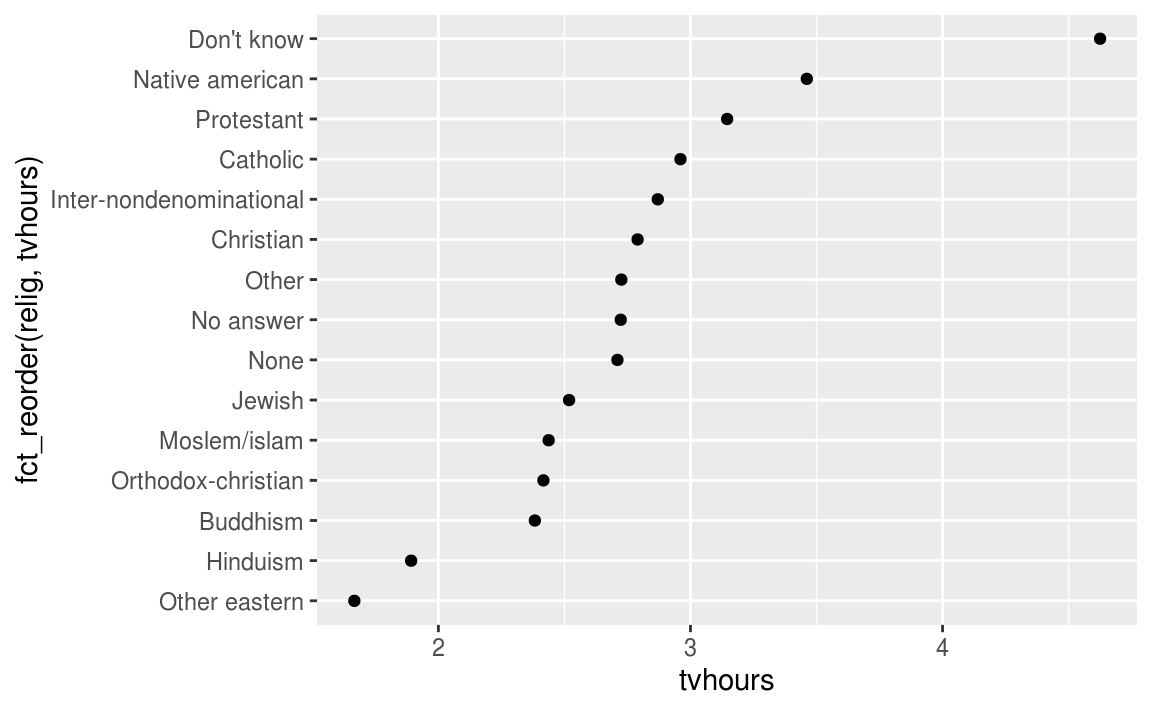 Don't know
Native american
Protestant
Catholic
Inter-nondenominational
Christian
Other
No answer
None
Jewish
Moslem/islam
Orthodox-christian
Buddhism
Hinduism
Other eastern
fct_reorder(relig, tvhours)
2 3 4
tvhours